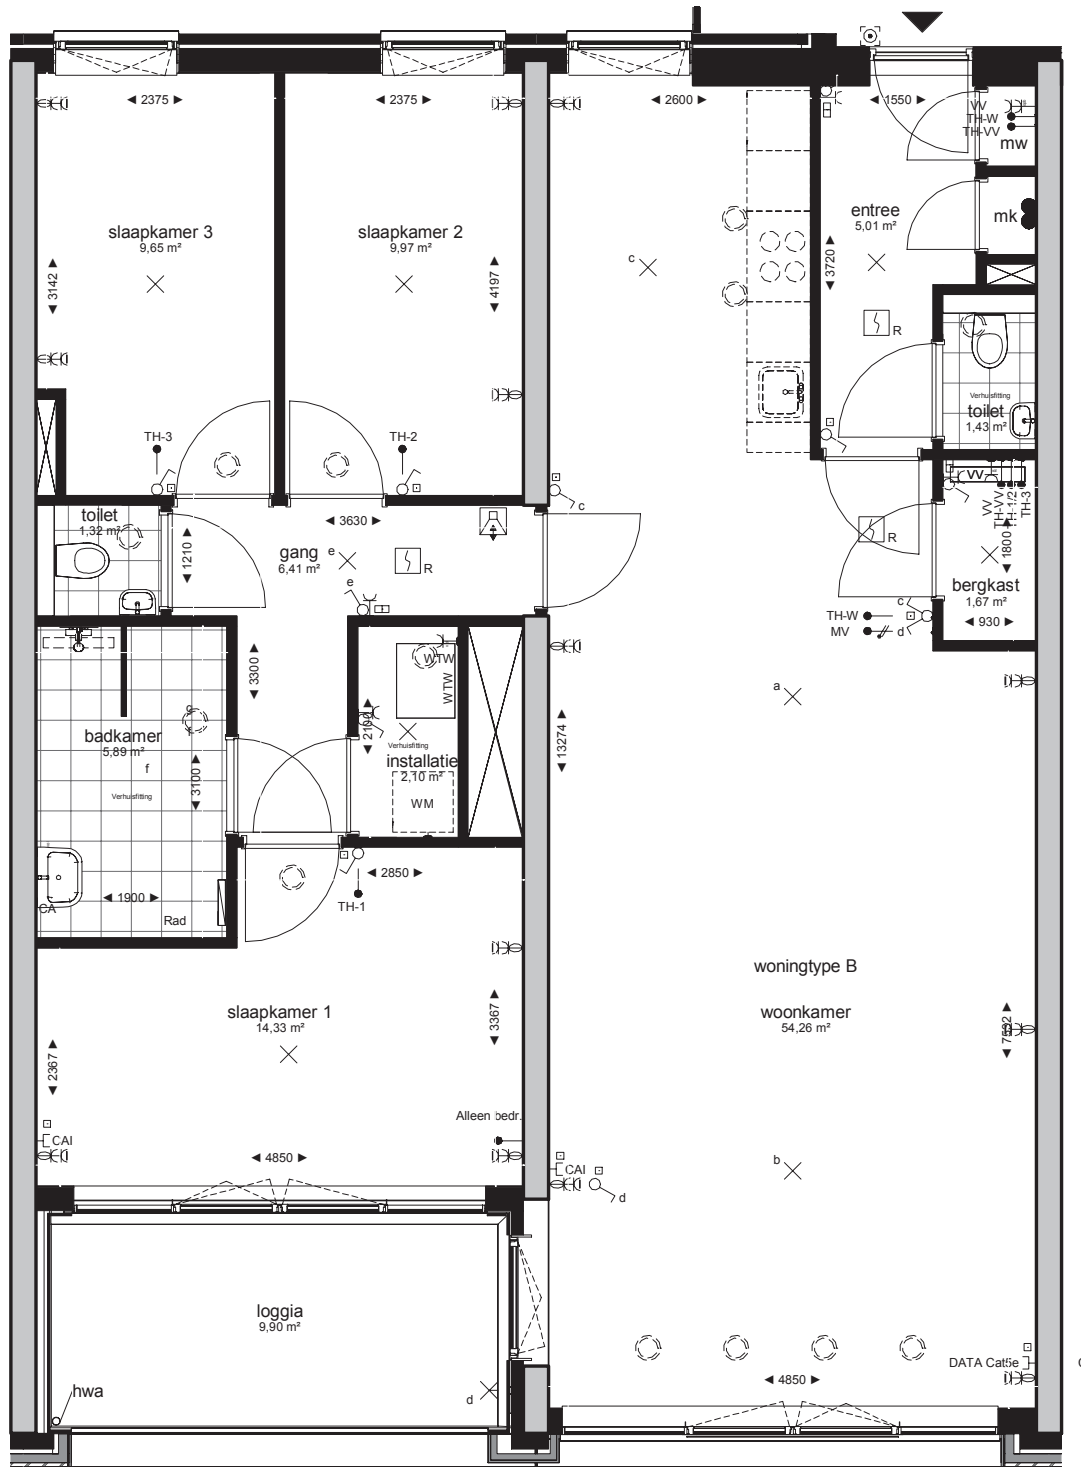 2375
2375
2600
1550
VV
TH-W
TH-VV
mw
slaapkamer 3
9,65 m²
slaapkamer 2
9,97 m²
entree
5,01 m²
mk
c
3142
4197
3720
R
Verhuisfitting
toilet
1,43 m²
TH-3
TH-2
VV
VV
TH-VV
TH-1/2
TH-3
c
toilet
1,32 m²
3630
1210
gang
6,41 m²
e
e
R
R
1800
bergkast
1,67 m²
930
TH-W
MV
c
d
3300
WTW
WTW
a
badkamer
5,89 m²
f
Verhuisfitting
3100
2100
Verhuisfitting
installatie
2,10 m²
WM
13274
1900
CA
Rad
2850
TH-1
woningtype B
slaapkamer 1
14,33 m²
woonkamer
54,26 m²
3367
2367
7592
Alleen bedr.
CAI
4850
CAI
d
b
loggia
9,90 m²
hwa
d
DATA Cat5e
4850